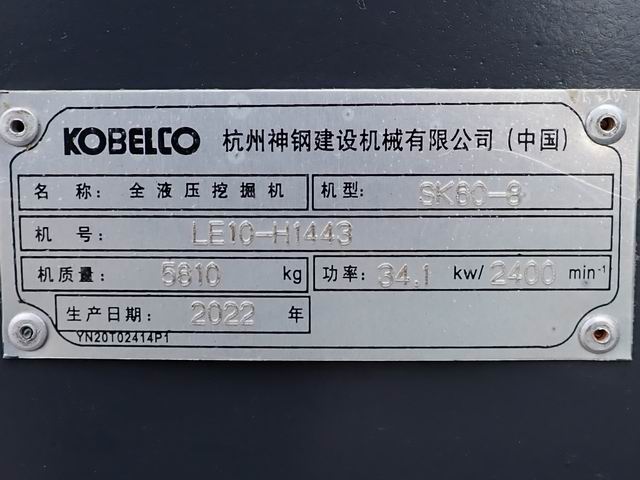 KOBELCO 杭州神钢建设机械有限公司(中国)
名 称: 全液压挖掘机 机型: SK60-8
机 号: LE10-H1443
机质量: 5810 kg 功率: 34.1 kw/ 2400 min⁻¹
生产日期: 2022 年
YN20T02414P1